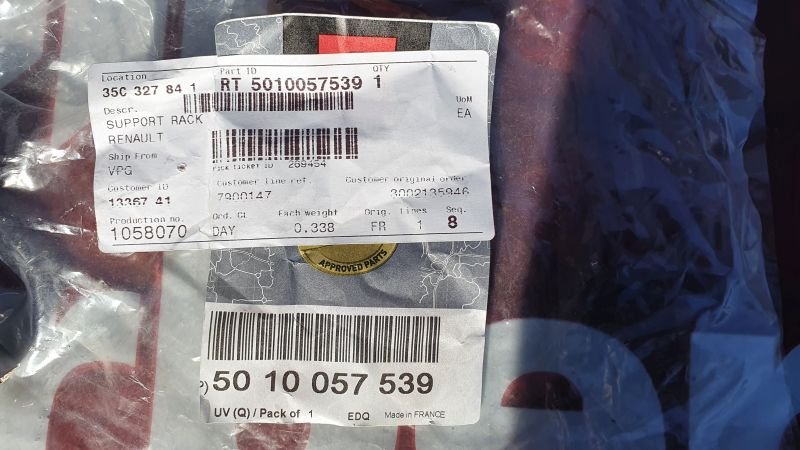 Location
Part ID
QTY
35C 327 84 1
RT 5010057539
1
Descr.
UoM
SUPPORT RACK
EA
RENAULT
Ship From
Pick ticket ID 269454
VPG
Customer ID
Customer line ref.
Customer original order
13367 41
7900147
3002135946
Production no.
Ord. CL
Each weight
Orig.
lines
Seq.
1058070
DAY
0.338
FR
1
8
APPROVED PARTS
P) 50 10 057 539
UV (Q) / Pack of 1
EDQ
Made in FRANCE